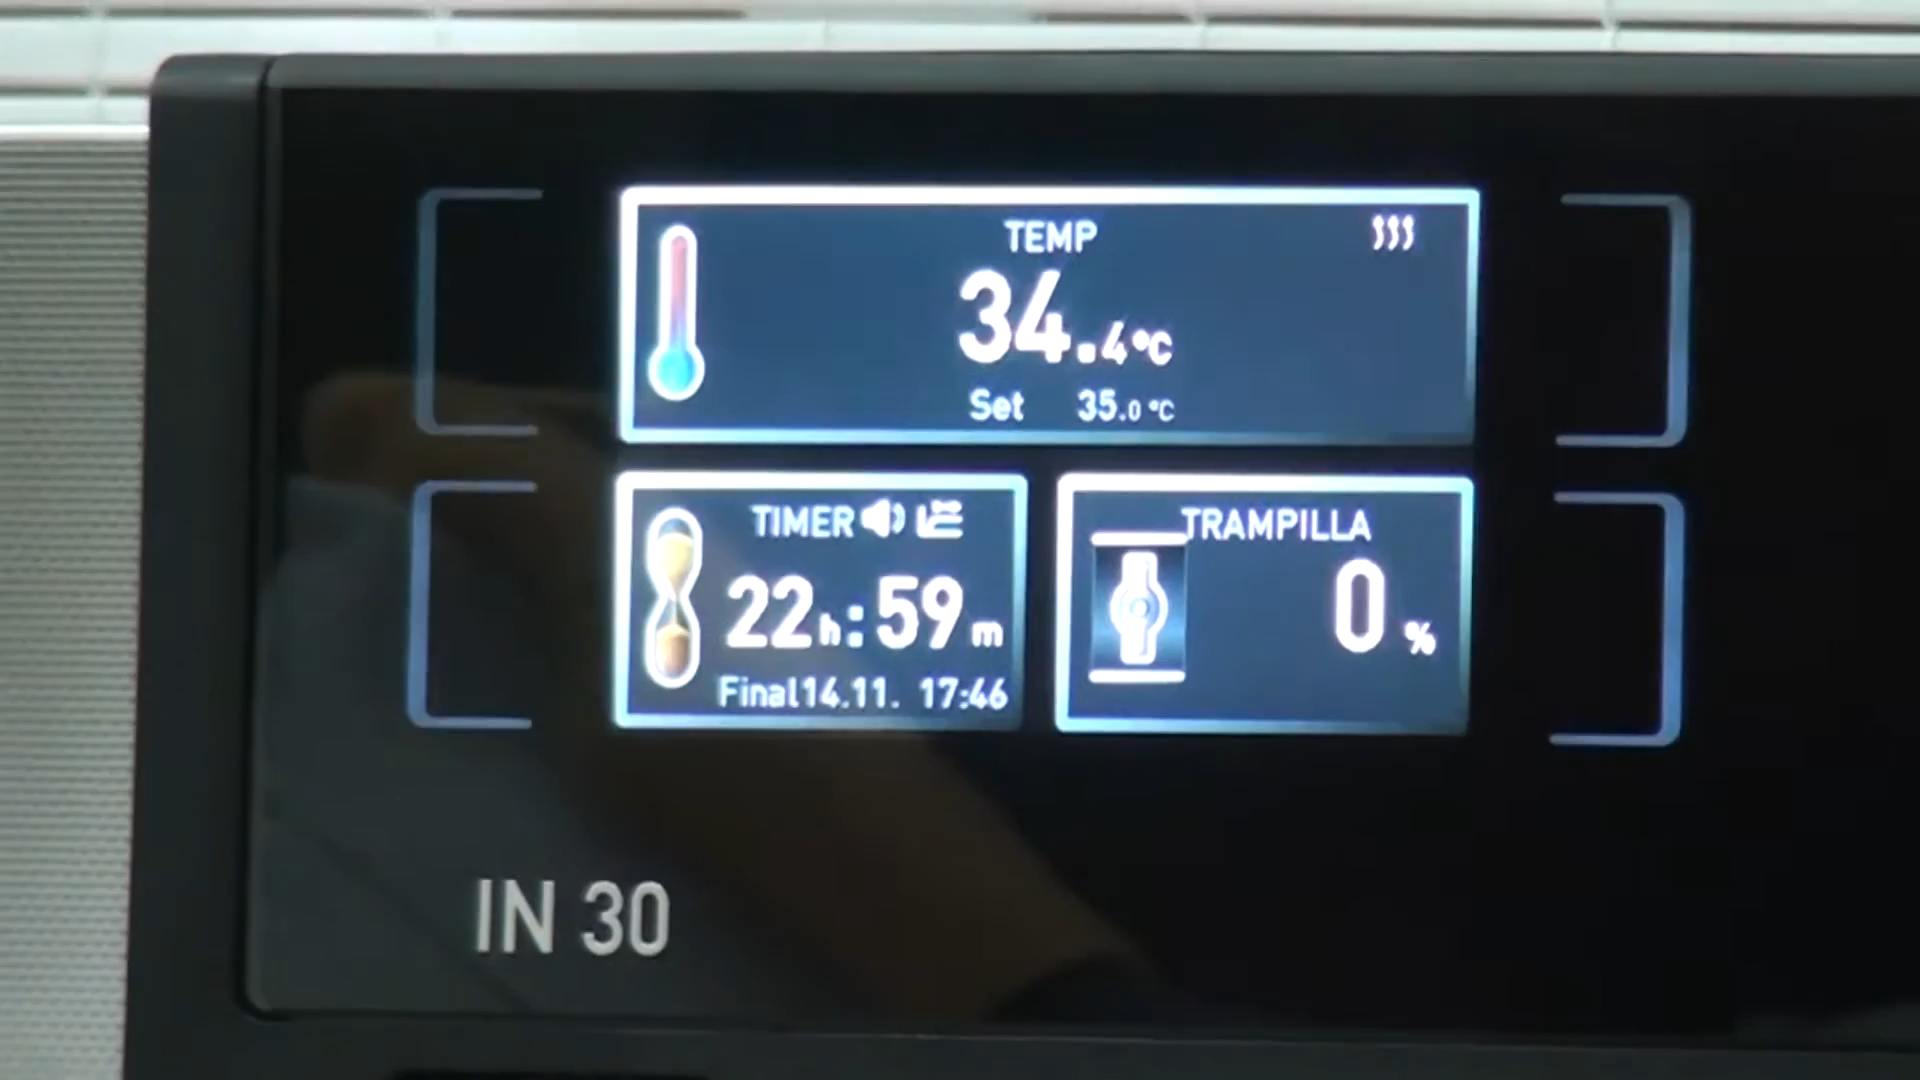 TEMP
34.4°C
Set 35.0 °C
TIMER
22h:59m
Final14.11. 17:46
TRAMPILLA
0 %
IN 30